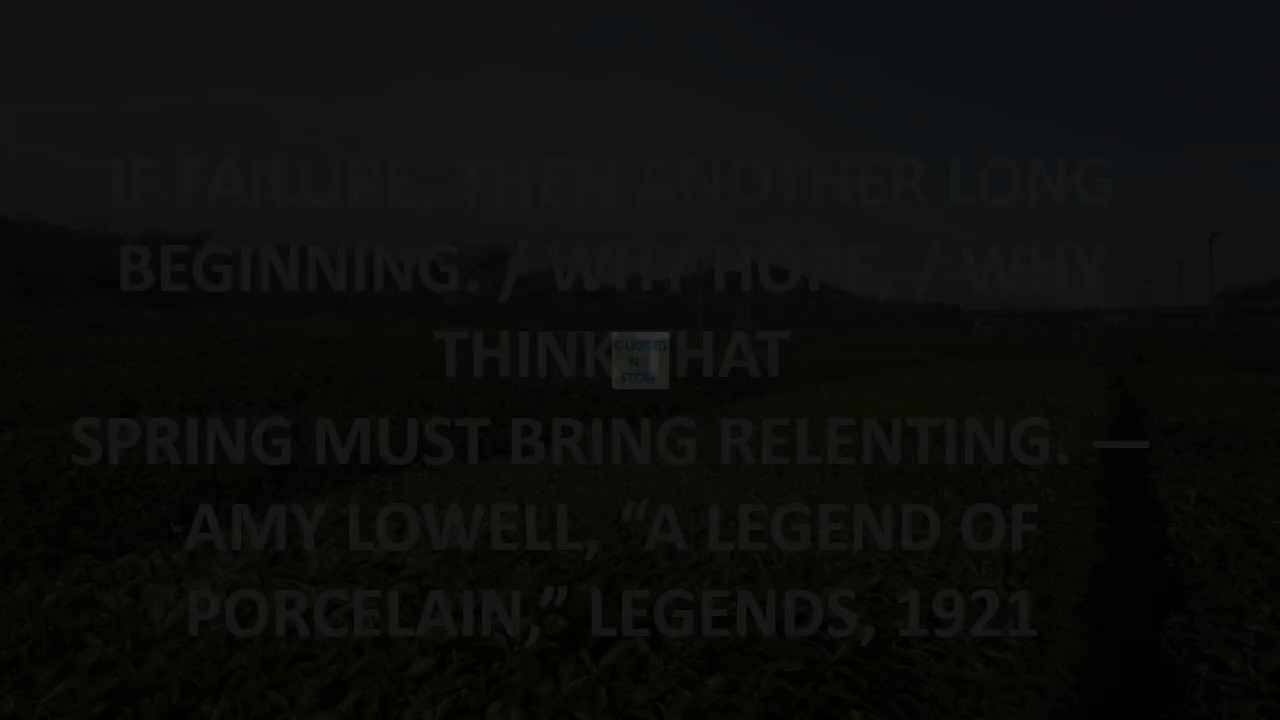 IF FAILURE, THEN ANOTHER LONG
BEGINNING. / WHY HOPE, / WHY
THINK THAT
SPRING MUST BRING RELENTING. —
AMY LOWELL, “A LEGEND OF
PORCELAIN,” LEGENDS, 1921